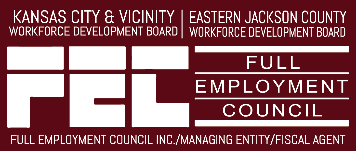 KANSAS CITY & VICINITY | EASTERN JACKSON COUNTY
WORKFORCE DEVELOPMENT BOARD | WORKFORCE DEVELOPMENT BOARD
FEC
FULL
EMPLOYMENT
COUNCIL
FULL EMPLOYMENT COUNCIL INC./MANAGING ENTITY/FISCAL AGENT